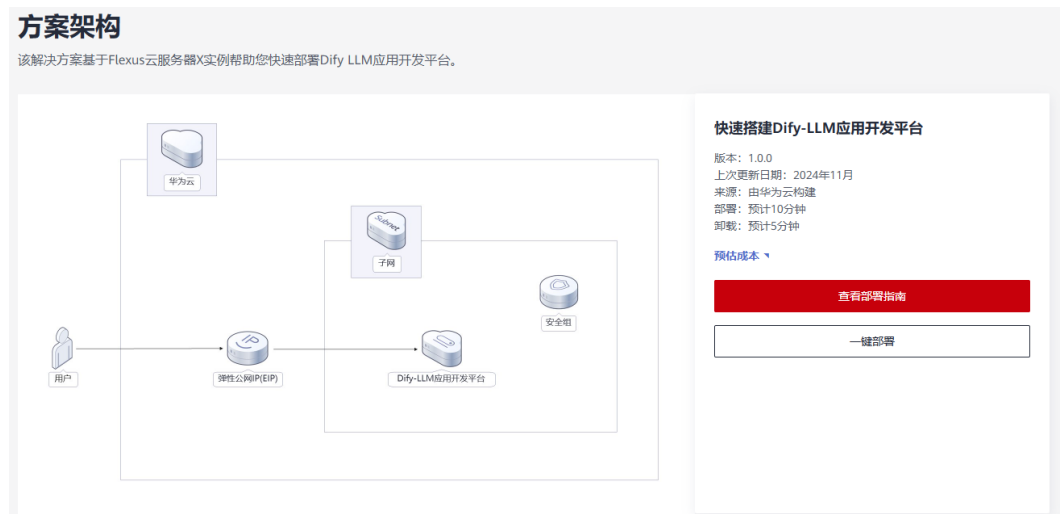 方案架构
该解决方案基于Flexus云服务器X实例帮助您快速部署Dify LLM应用开发平台。
华为云
Subnet
子网
安全组
IP
用户
弹性公网IP(EIP)
Dify-LLM应用开发平台
快速搭建Dify-LLM应用开发平台
版本：1.0.0
上次更新日期：2024年11月
来源：由华为云构建
部署：预计10分钟
卸载：预计5分钟
预估成本
查看部署指南
一键部署